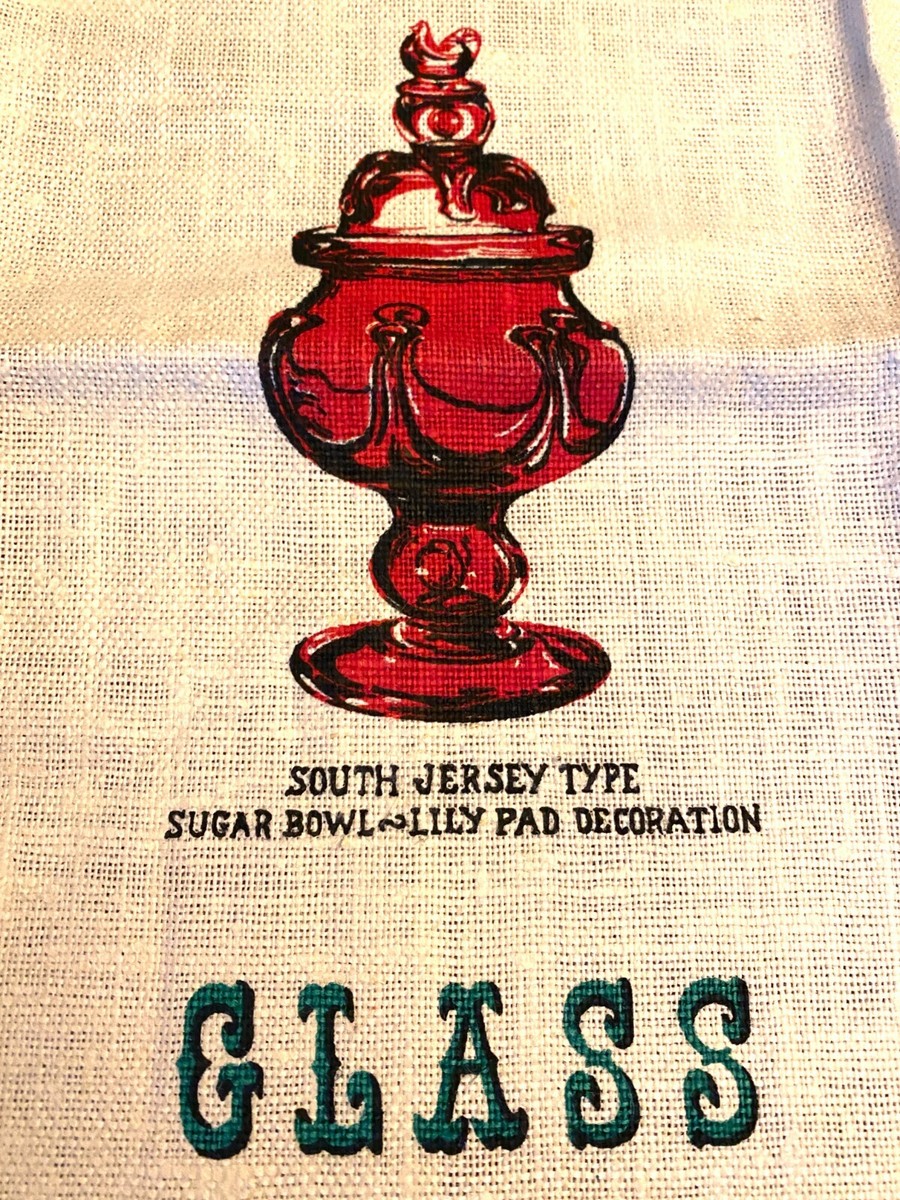 SOUTH JERSEY TYPE
SUGAR BOWL~LILY PAD DECORATION
GLASS